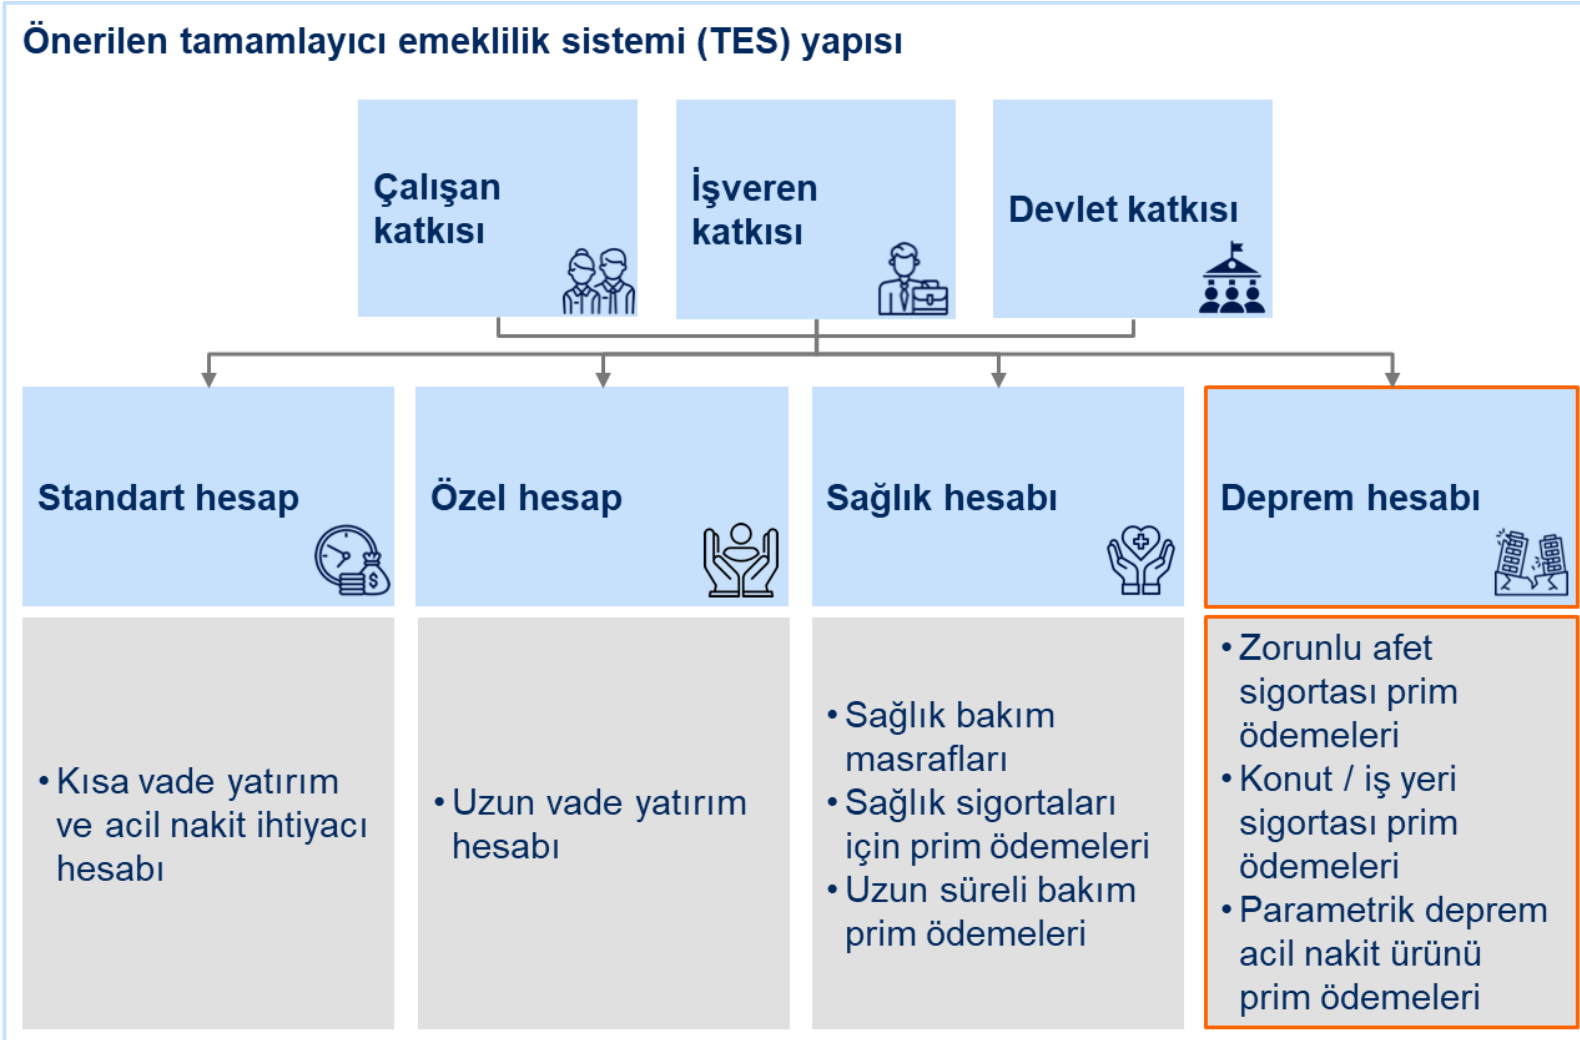 Önerilen tamamlayıcı emeklilik sistemi (TES) yapısı
Çalışan
katkısı
İşveren
katkısı
Devlet katkısı
Standart hesap
Özel hesap
Sağlık hesabı
Deprem hesabı
• Kısa vade yatırım
ve acil nakit ihtiyacı
hesabı
• Uzun vade yatırım
hesabı
• Sağlık bakım
masrafları
• Sağlık sigortaları
için prim ödemeleri
• Uzun süreli bakım
prim ödemeleri
• Zorunlu afet
sigortası prim
ödemeleri
• Konut / iş yeri
sigortası prim
ödemeleri
• Parametrik deprem
acil nakit ürünü
prim ödemeleri